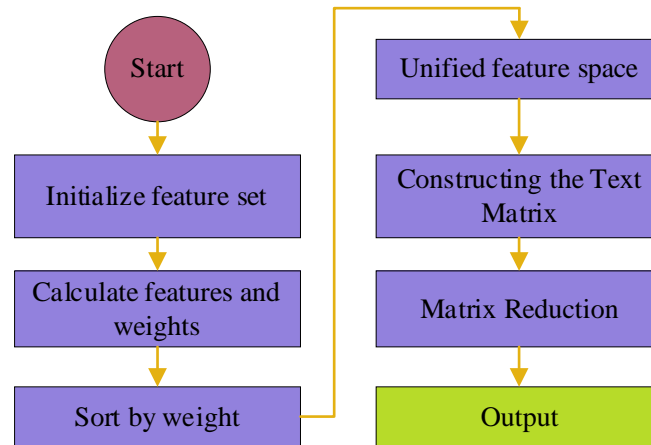 Start
Initialize feature set
Calculate features and
weights
Sort by weight
Unified feature space
Constructing the Text
Matrix
Matrix Reduction
Output